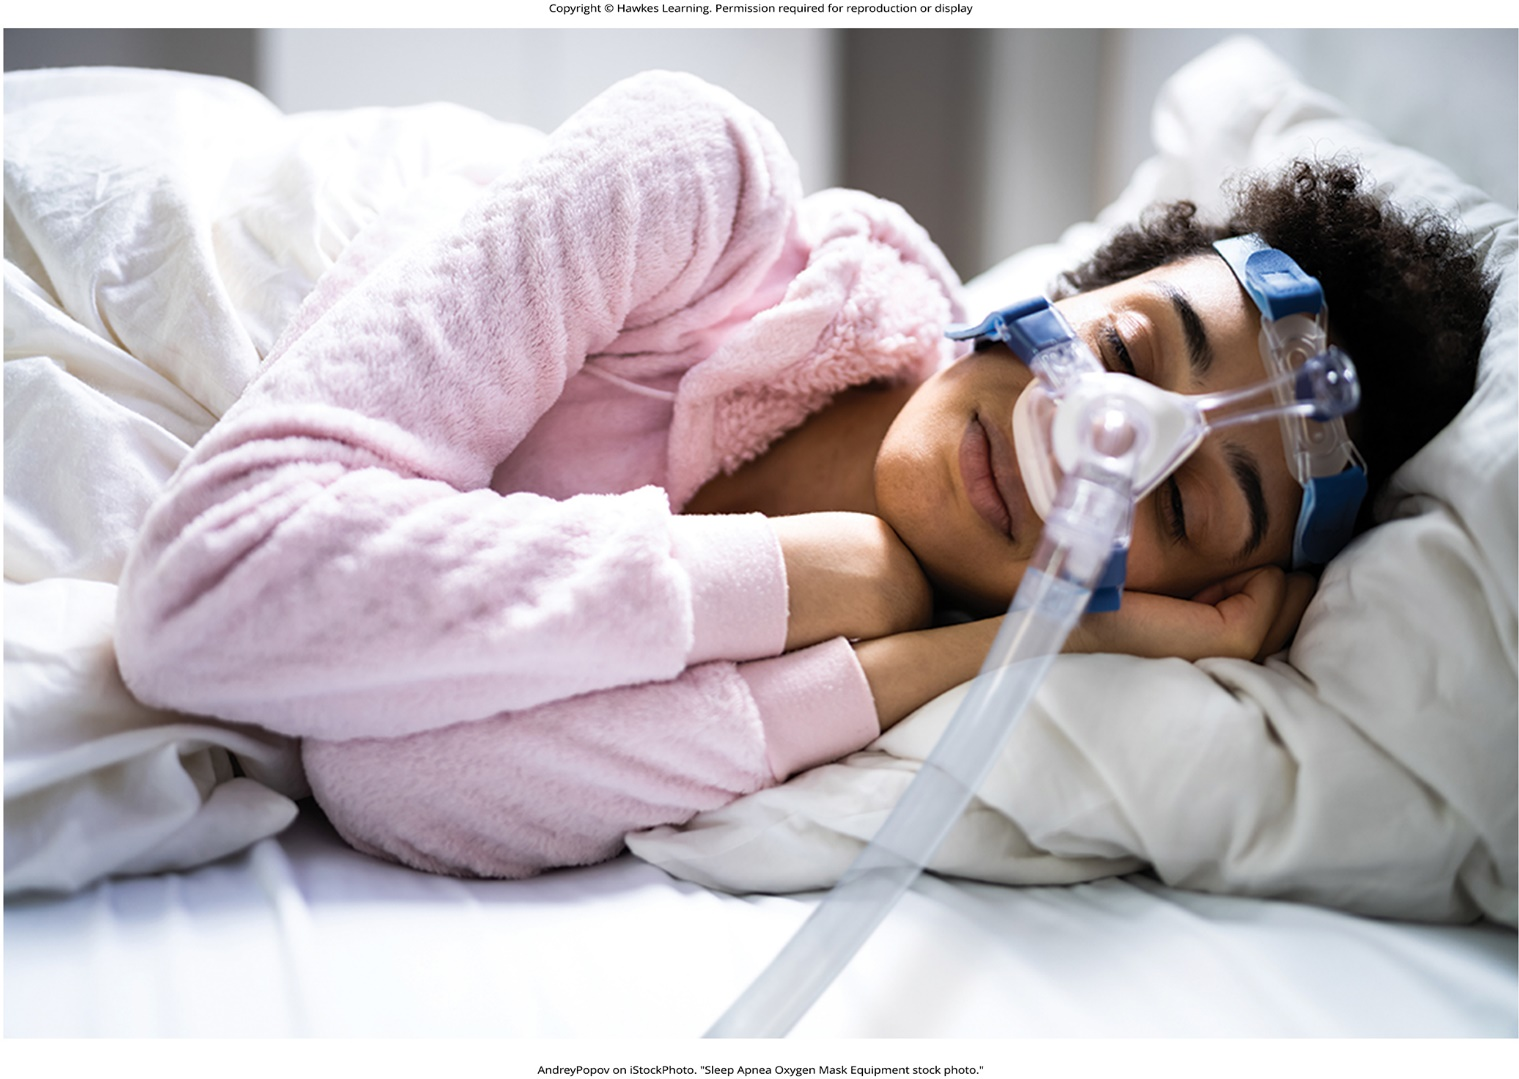 Copyright © Hawkes Learning. Permission required for reproduction or display
AndreyPopov on iStockPhoto. "Sleep Apnea Oxygen Mask Equipment stock photo."